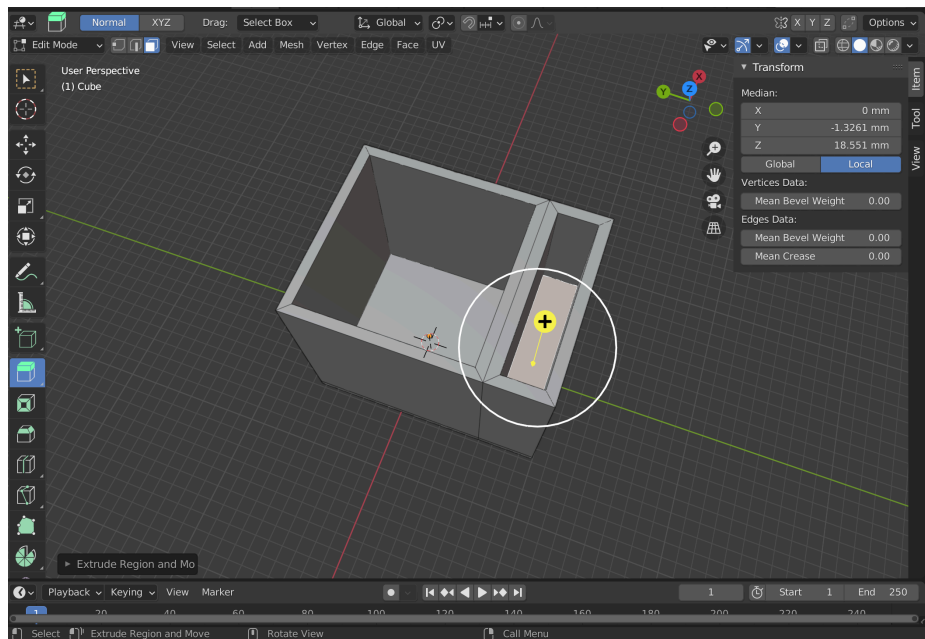 Normal XYZ Drag: Select Box Global X Y Z Options
Edit Mode View Select Add Mesh Vertex Edge Face UV
User Perspective
(1) Cube
X
Y
Z
Transform
Median:
X 0 mm
Y -1.3261 mm
Z 18.551 mm
Global Local
Vertices Data:
Mean Bevel Weight 0.00
Edges Data:
Mean Bevel Weight 0.00
Mean Crease 0.00
Item
Tool
View
Extrude Region and Mo
Playback Keying View Marker 1 Start 1 End 250
1 20 40 60 80 100 120 140 160 180 200 220 240
Select Extrude Region and Move Rotate View Call Menu